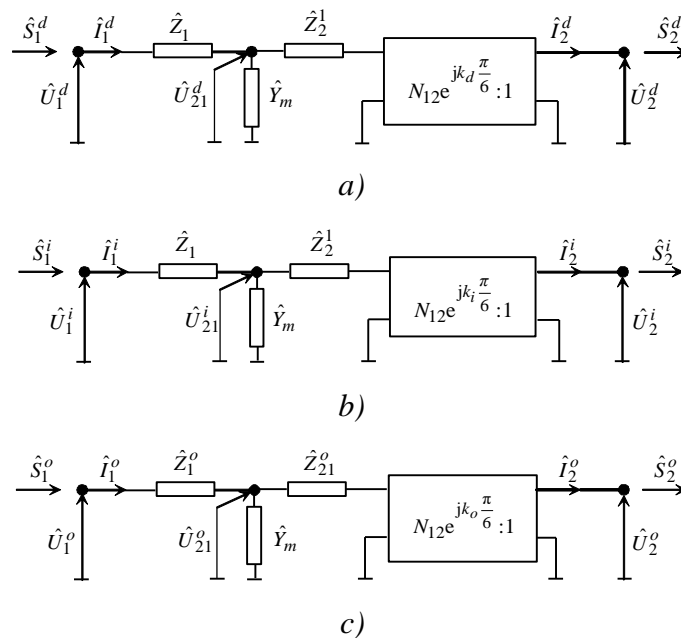 Ŝ₁ᵈ Î₁ᵈ Ẑ₁ Ẑ₂¹ Î₂ᵈ Ŝ₂ᵈ
Û₁ᵈ Û₂₁ᵈ Ŷₘ N₁₂e^{jk_d π/6}:1 Û₂ᵈ
a)
Ŝ₁ⁱ Î₁ⁱ Ẑ₁ Ẑ₂¹ Î₂ⁱ Ŝ₂ⁱ
Û₁ⁱ Û₂₁ⁱ Ŷₘ N₁₂e^{jk_i π/6}:1 Û₂ⁱ
b)
Ŝ₁ᵒ Î₁ᵒ Ẑ₁ᵒ Ẑ₂₁ᵒ Î₂ᵒ Ŝ₂ᵒ
Û₁ᵒ Û₂₁ᵒ Ŷₘ N₁₂e^{jk_o π/6}:1 Û₂ᵒ
c)